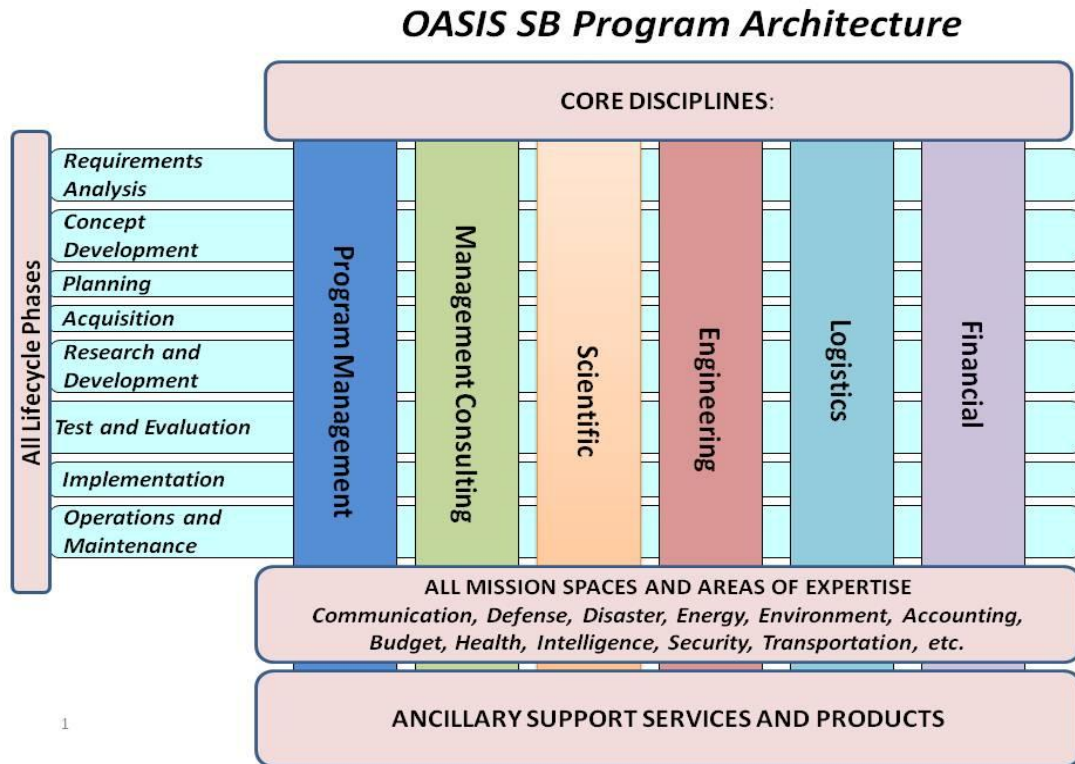 OASIS SB Program Architecture
CORE DISCIPLINES:
All Lifecycle Phases
Requirements
Analysis
Concept
Development
Planning
Acquisition
Research and
Development
Test and Evaluation
Implementation
Operations and
Maintenance
Program Management
Management Consulting
Scientific
Engineering
Logistics
Financial
ALL MISSION SPACES AND AREAS OF EXPERTISE
Communication, Defense, Disaster, Energy, Environment, Accounting,
Budget, Health, Intelligence, Security, Transportation, etc.
ANCILLARY SUPPORT SERVICES AND PRODUCTS
1